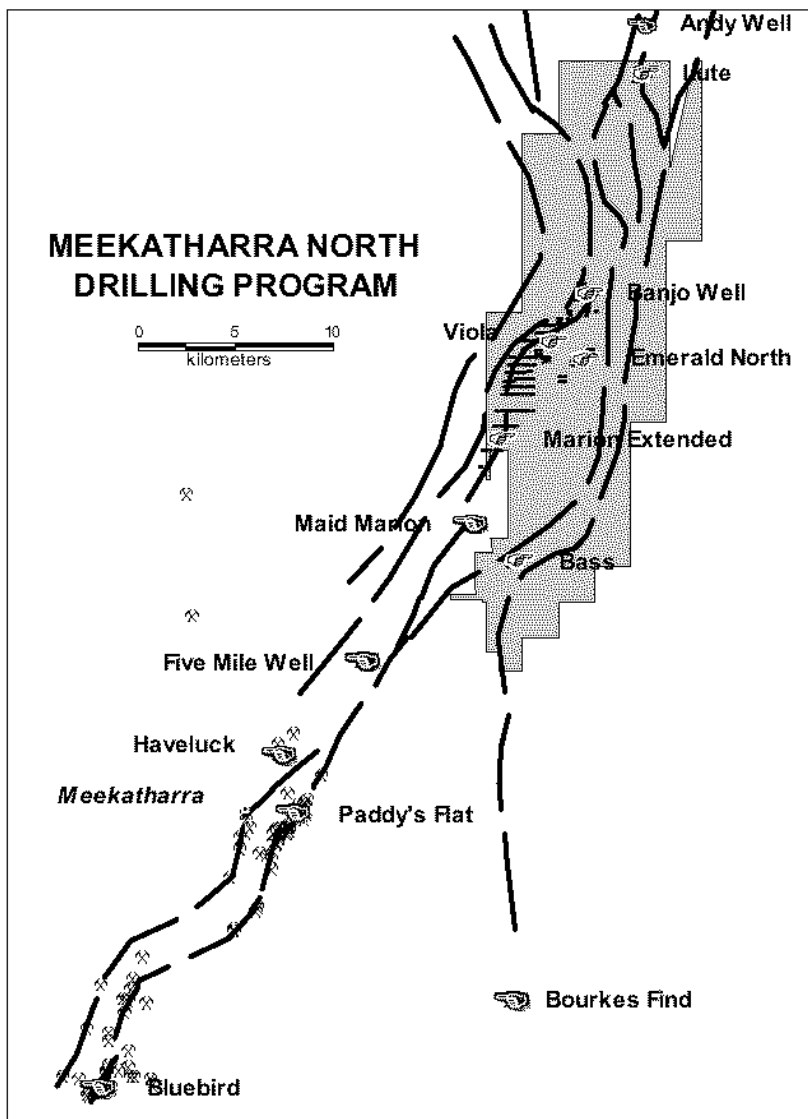 Andy Well
Lute
MEEKATHARRA NORTH
DRILLING PROGRAM
0 5 10
kilometers
Banjo Well
Viola
Emerald North
Marion Extended
Maid Marion
Bass
Five Mile Well
Haveluck
Meekatharra
Paddy's Flat
Bourkes Find
Bluebird